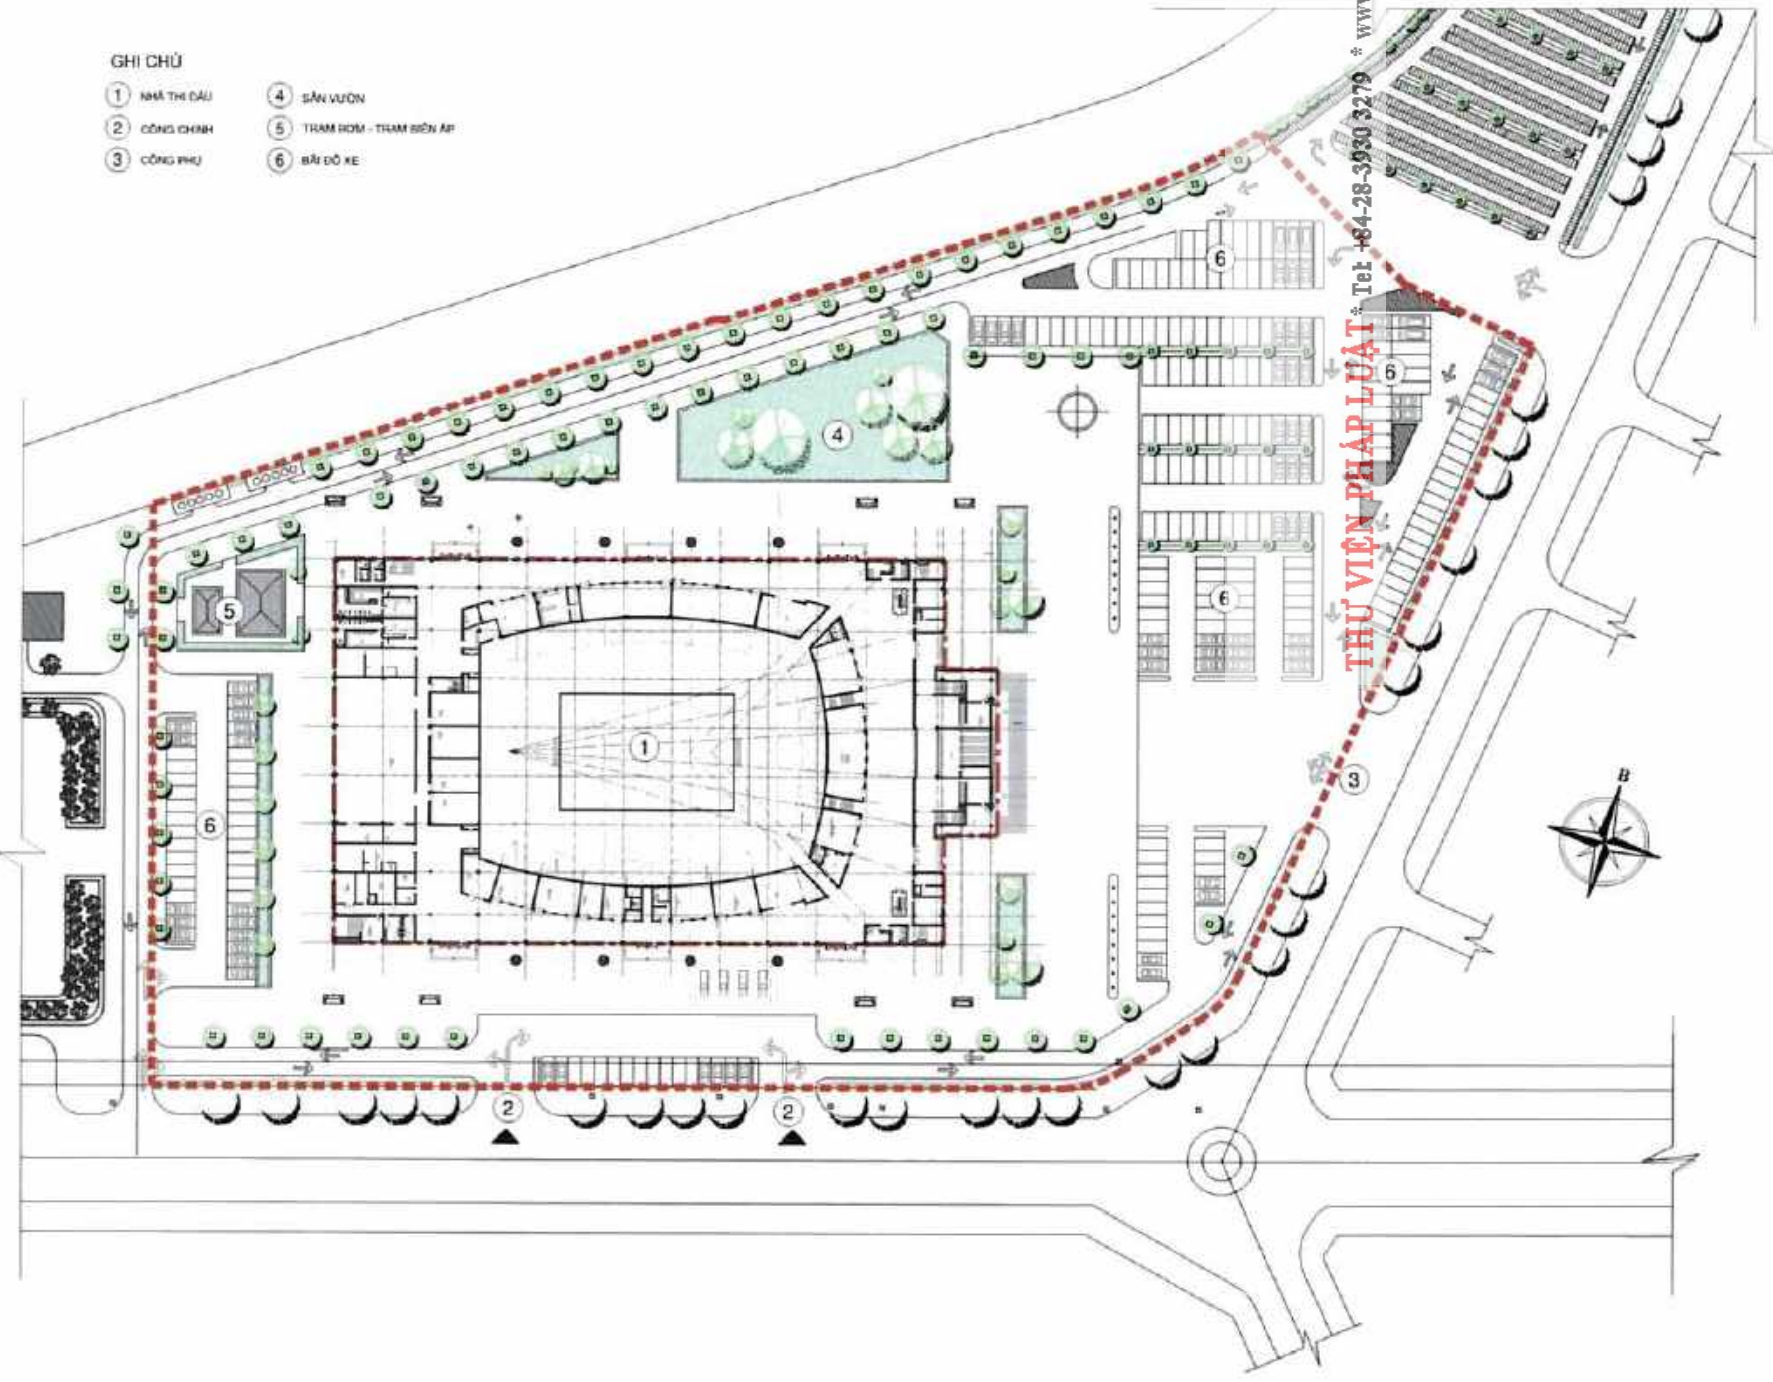 GHI CHÚ
1 NHÀ THI ĐẤU
2 CỔNG CHÍNH
3 CỔNG PHỤ
4 SÂN VƯỜN
5 TRẠM BƠM - TRẠM BIẾN ÁP
6 BÃI ĐỖ XE
THƯ VIỆN PHÁP LUẬT * Tel: +84-28-3930 3279 * ww
6
6
4
5
6
1
6
3
B
2
2